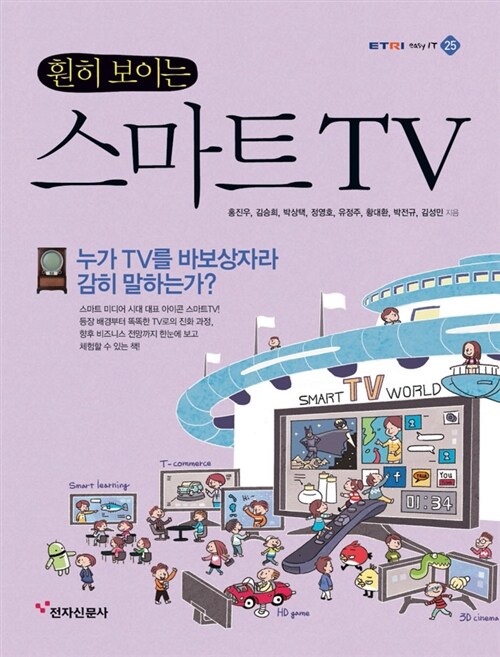 ETRI easy IT 25
훤히 보이는
스마트 TV
홍진우, 김승희, 박상택, 정영호, 유정주, 황대환, 박전규, 김성민 지음
누가 TV를 바보상자라
감히 말하는가?
스마트 미디어 시대 대표 아이콘 스마트TV!
등장 배경부터 똑똑한 TV로의 진화 과정,
향후 비즈니스 전망까지 한눈에 보고
체험할 수 있는 책!
SMART TV WORLD
T-commerce
Smart learning
Hi
f
You Tube
01:34
HD game
3D cinema
전자신문사